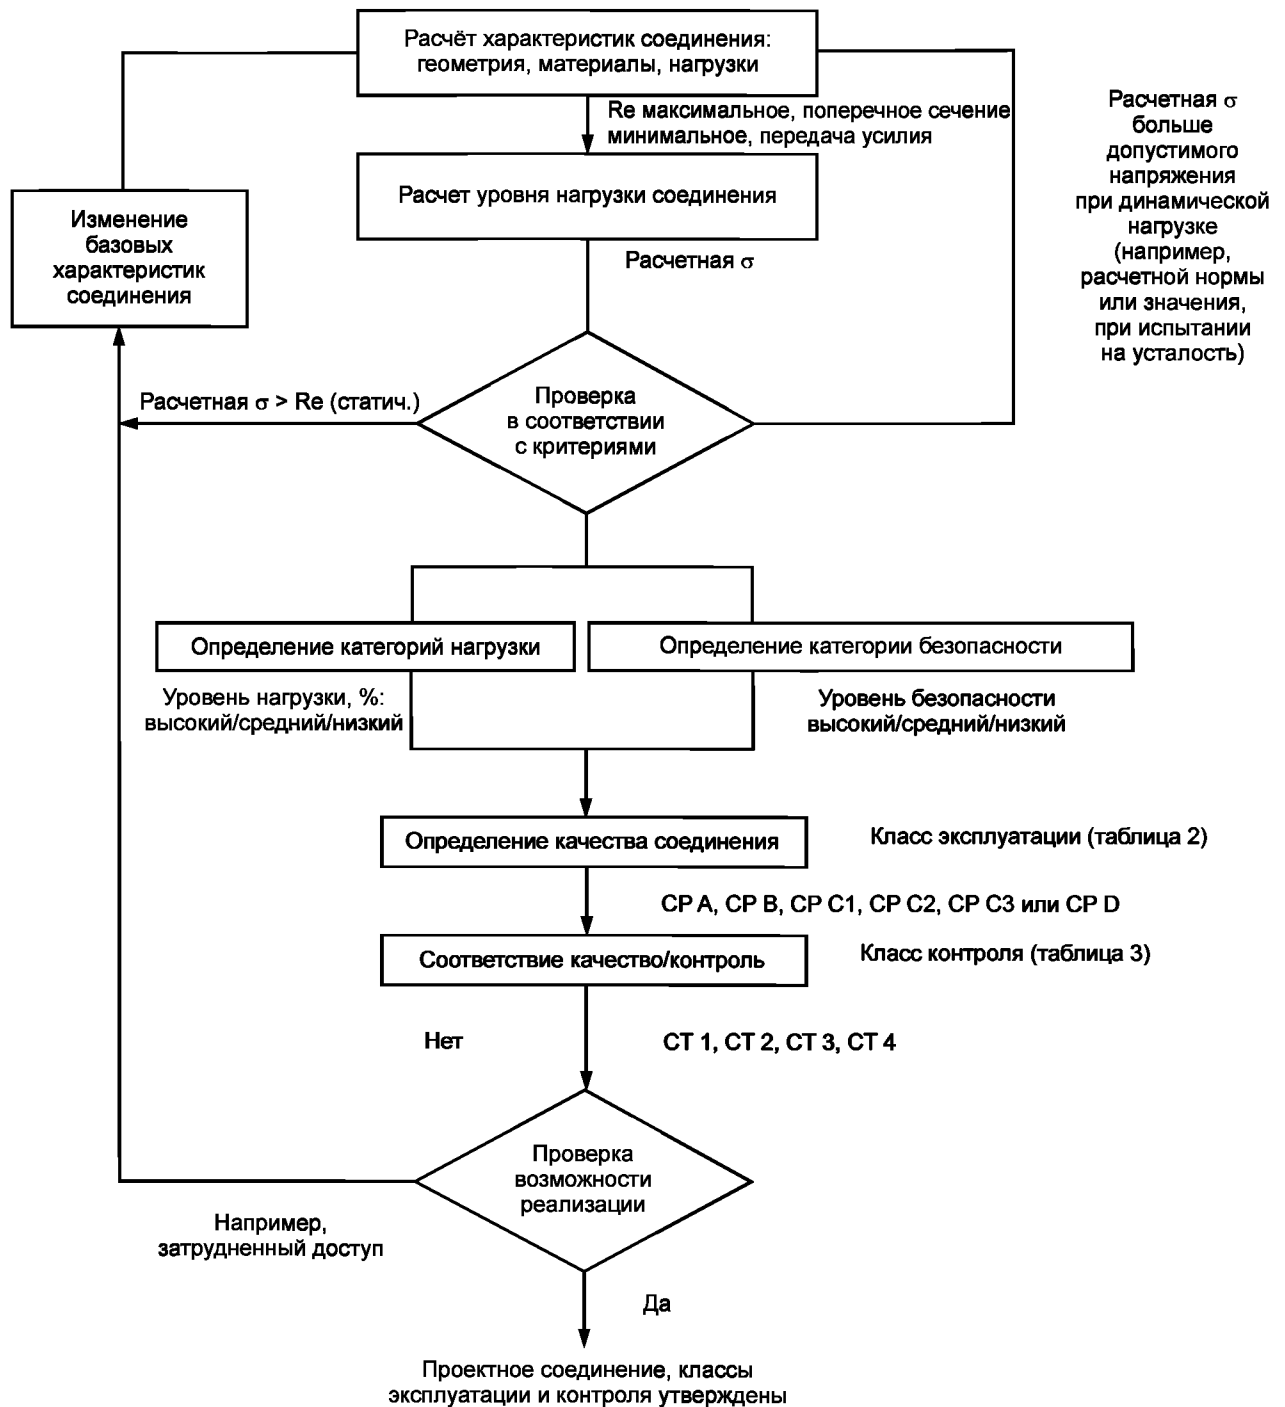 Расчёт характеристик соединения:
геометрия, материалы, нагрузки
Re максимальное, поперечное сечение
минимальное, передача усилия
Расчетная σ
больше
допустимого
напряжения
при динамической
нагрузке
(например,
расчетной нормы
или значения,
при испытании
на усталость)
Расчет уровня нагрузки соединения
Изменение
базовых
характеристик
соединения
Расчетная σ
Расчетная σ > Re (статич.)
Проверка
в соответствии
с критериями
Определение категорий нагрузки
Определение категории безопасности
Уровень нагрузки, %:
высокий/средний/низкий
Уровень безопасности
высокий/средний/низкий
Определение качества соединения
Класс эксплуатации (таблица 2)
CP A, CP B, CP C1, CP C2, CP C3 или CP D
Соответствие качество/контроль
Класс контроля (таблица 3)
Нет
CT 1, CT 2, CT 3, CT 4
Проверка
возможности
реализации
Например,
затрудненный доступ
Да
Проектное соединение, классы
эксплуатации и контроля утверждены